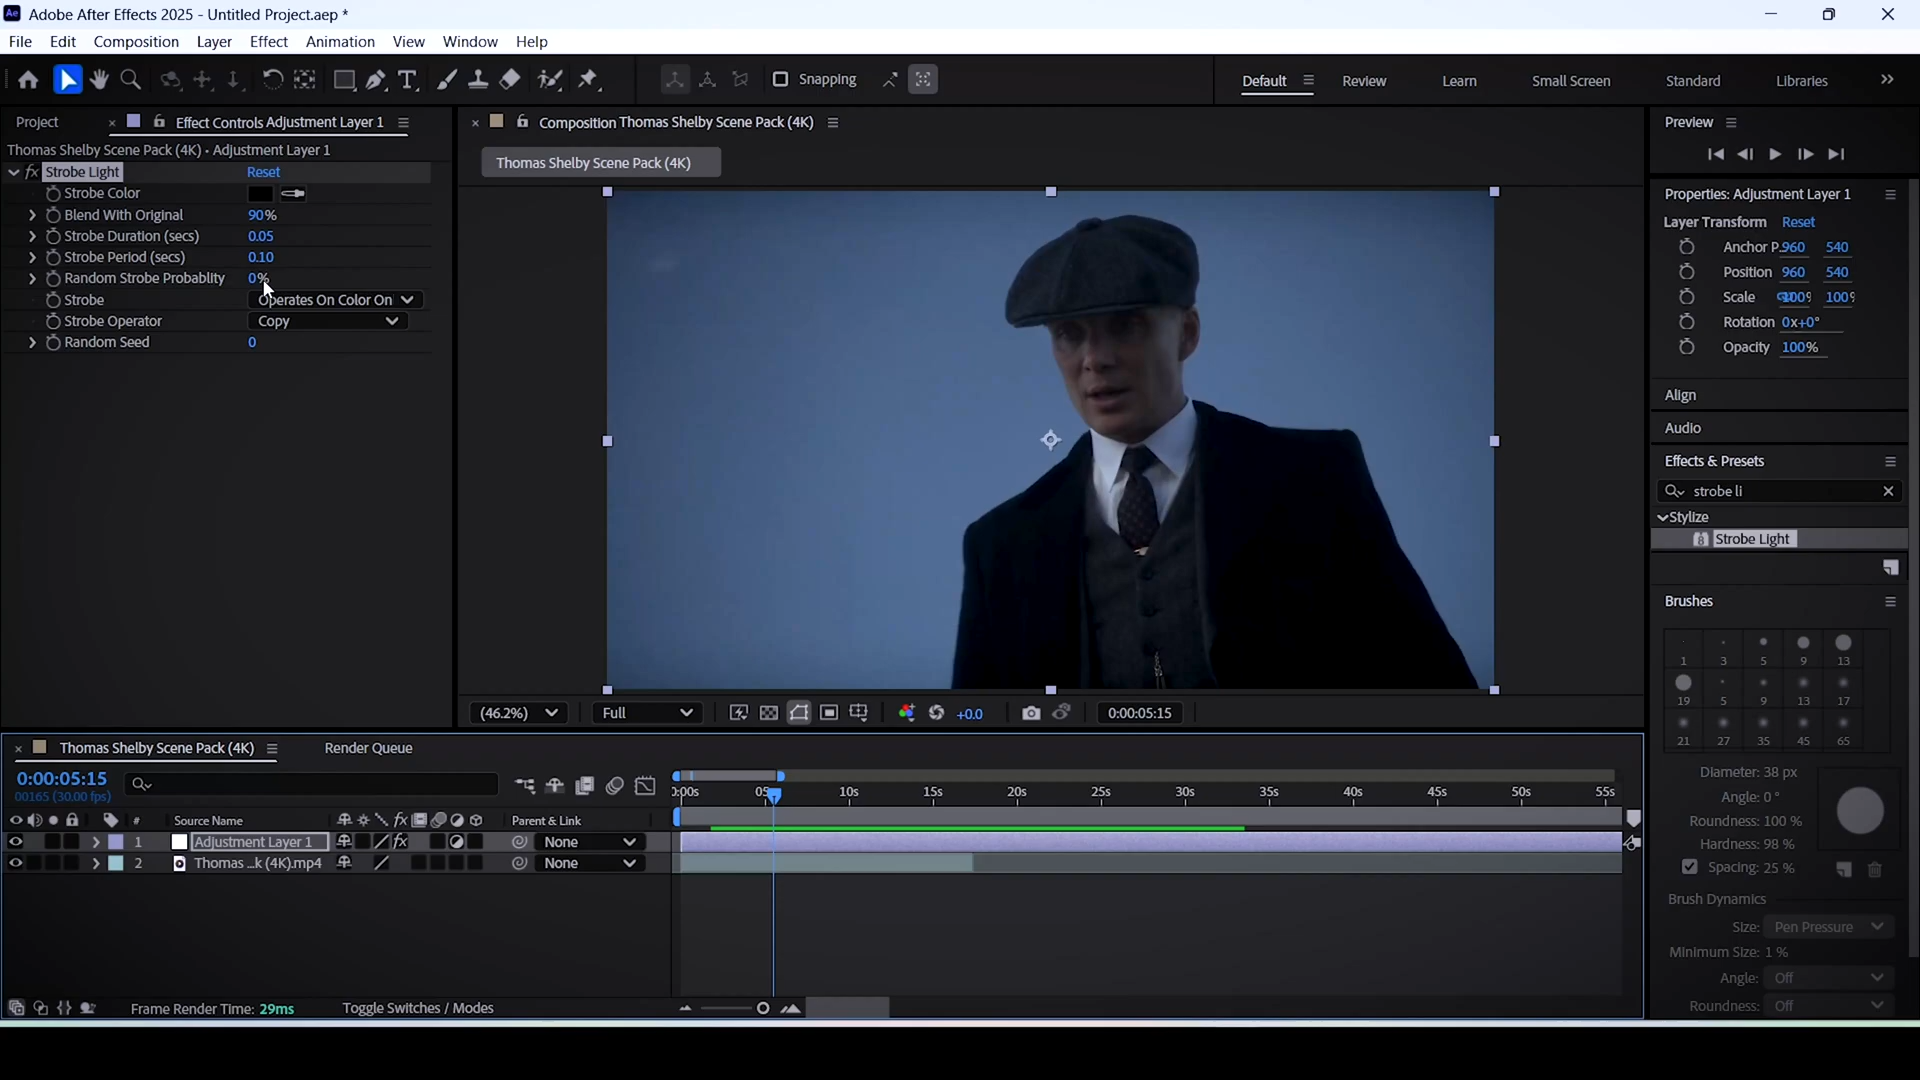 Ae Adobe After Effects 2025 - Untitled Project.aep *
File Edit Composition Layer Effect Animation View Window Help
T Snapping Default Review Learn Small Screen Standard Libraries
Project × Effect Controls Adjustment Layer 1
Thomas Shelby Scene Pack (4K) • Adjustment Layer 1
fx Strobe Light Reset
Strobe Color
Blend With Original 90%
Strobe Duration (secs) 0.05
Strobe Period (secs) 0.10
Random Strobe Probablity 0%
Strobe Operates On Color On
Strobe Operator Copy
Random Seed 0
× Composition Thomas Shelby Scene Pack (4K)
Thomas Shelby Scene Pack (4K)
(46.2%) Full +0.0 0:00:05:15
Preview
Properties: Adjustment Layer 1
Layer Transform Reset
Anchor P. 960 540
Position 960 540
Scale 100% 100%
Rotation 0x+0°
Opacity 100%
Align
Audio
Effects & Presets
strobe li
Stylize
8 Strobe Light
Brushes
1 3 5 9 13
19 5 9 13 17
21 27 35 45 65
Diameter: 38 px
Angle: 0°
Roundness: 100 %
Hardness: 98 %
Spacing: 25 %
Brush Dynamics
Size: Pen Pressure
Minimum Size: 1 %
Angle: Off
Roundness: Off
× Thomas Shelby Scene Pack (4K) Render Queue
0:00:05:15
00165 (30.00 fps)
0:00s 05s 10s 15s 20s 25s 30s 35s 40s 45s 50s 55s
# Source Name fx Parent & Link
1 Adjustment Layer 1 fx None
2 Thomas ...k (4K).mp4 None
Frame Render Time: 29ms Toggle Switches / Modes